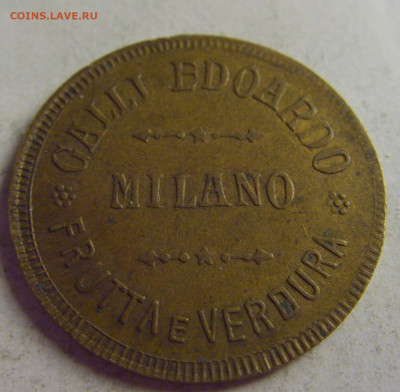 COINS.LAVE.RU
GALLI EDOARDO
MILANO
FRUTTA E VERDURA